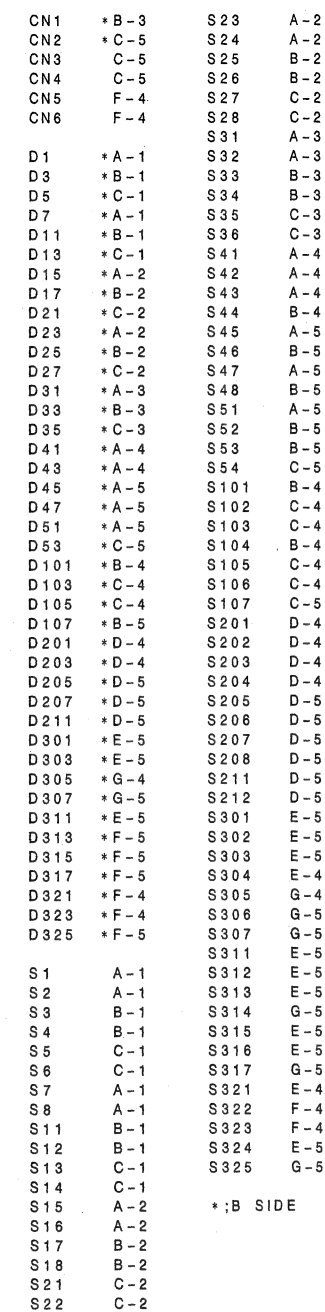 CN1 *B-3
CN2 *C-5
CN3 C-5
CN4 C-5
CN5 F-4
CN6 F-4
D1 *A-1
D3 *B-1
D5 *C-1
D7 *A-1
D11 *B-1
D13 *C-1
D15 *A-2
D17 *B-2
D21 *C-2
D23 *A-2
D25 *B-2
D27 *C-2
D31 *A-3
D33 *B-3
D35 *C-3
D41 *A-4
D43 *A-4
D45 *A-5
D47 *A-5
D51 *A-5
D53 *C-5
D101 *B-4
D103 *C-4
D105 *C-4
D107 *B-5
D201 *D-4
D203 *D-4
D205 *D-5
D207 *D-5
D211 *D-5
D301 *E-5
D303 *E-5
D305 *G-4
D307 *G-5
D311 *E-5
D313 *F-5
D315 *F-5
D317 *F-5
D321 *F-4
D323 *F-4
D325 *F-5
S1 A-1
S2 A-1
S3 B-1
S4 B-1
S5 C-1
S6 C-1
S7 A-1
S8 A-1
S11 B-1
S12 B-1
S13 C-1
S14 C-1
S15 A-2
S16 A-2
S17 B-2
S18 B-2
S21 C-2
S22 C-2
S23 A-2
S24 A-2
S25 B-2
S26 B-2
S27 C-2
S28 C-2
S31 A-3
S32 A-3
S33 B-3
S34 B-3
S35 C-3
S36 C-3
S41 A-4
S42 A-4
S43 A-4
S44 B-4
S45 A-5
S46 B-5
S47 A-5
S48 B-5
S51 A-5
S52 B-5
S53 B-5
S54 C-5
S101 B-4
S102 C-4
S103 C-4
S104 B-4
S105 C-4
S106 C-4
S107 C-5
S201 D-4
S202 D-4
S203 D-4
S204 D-4
S205 D-5
S206 D-5
S207 D-5
S208 D-5
S211 D-5
S212 D-5
S301 E-5
S302 E-5
S303 E-5
S304 E-4
S305 G-4
S306 G-5
S307 G-5
S311 E-5
S312 E-5
S313 E-5
S314 G-5
S315 E-5
S316 E-5
S317 G-5
S321 E-4
S322 F-4
S323 F-4
S324 E-5
S325 G-5
*;B SIDE